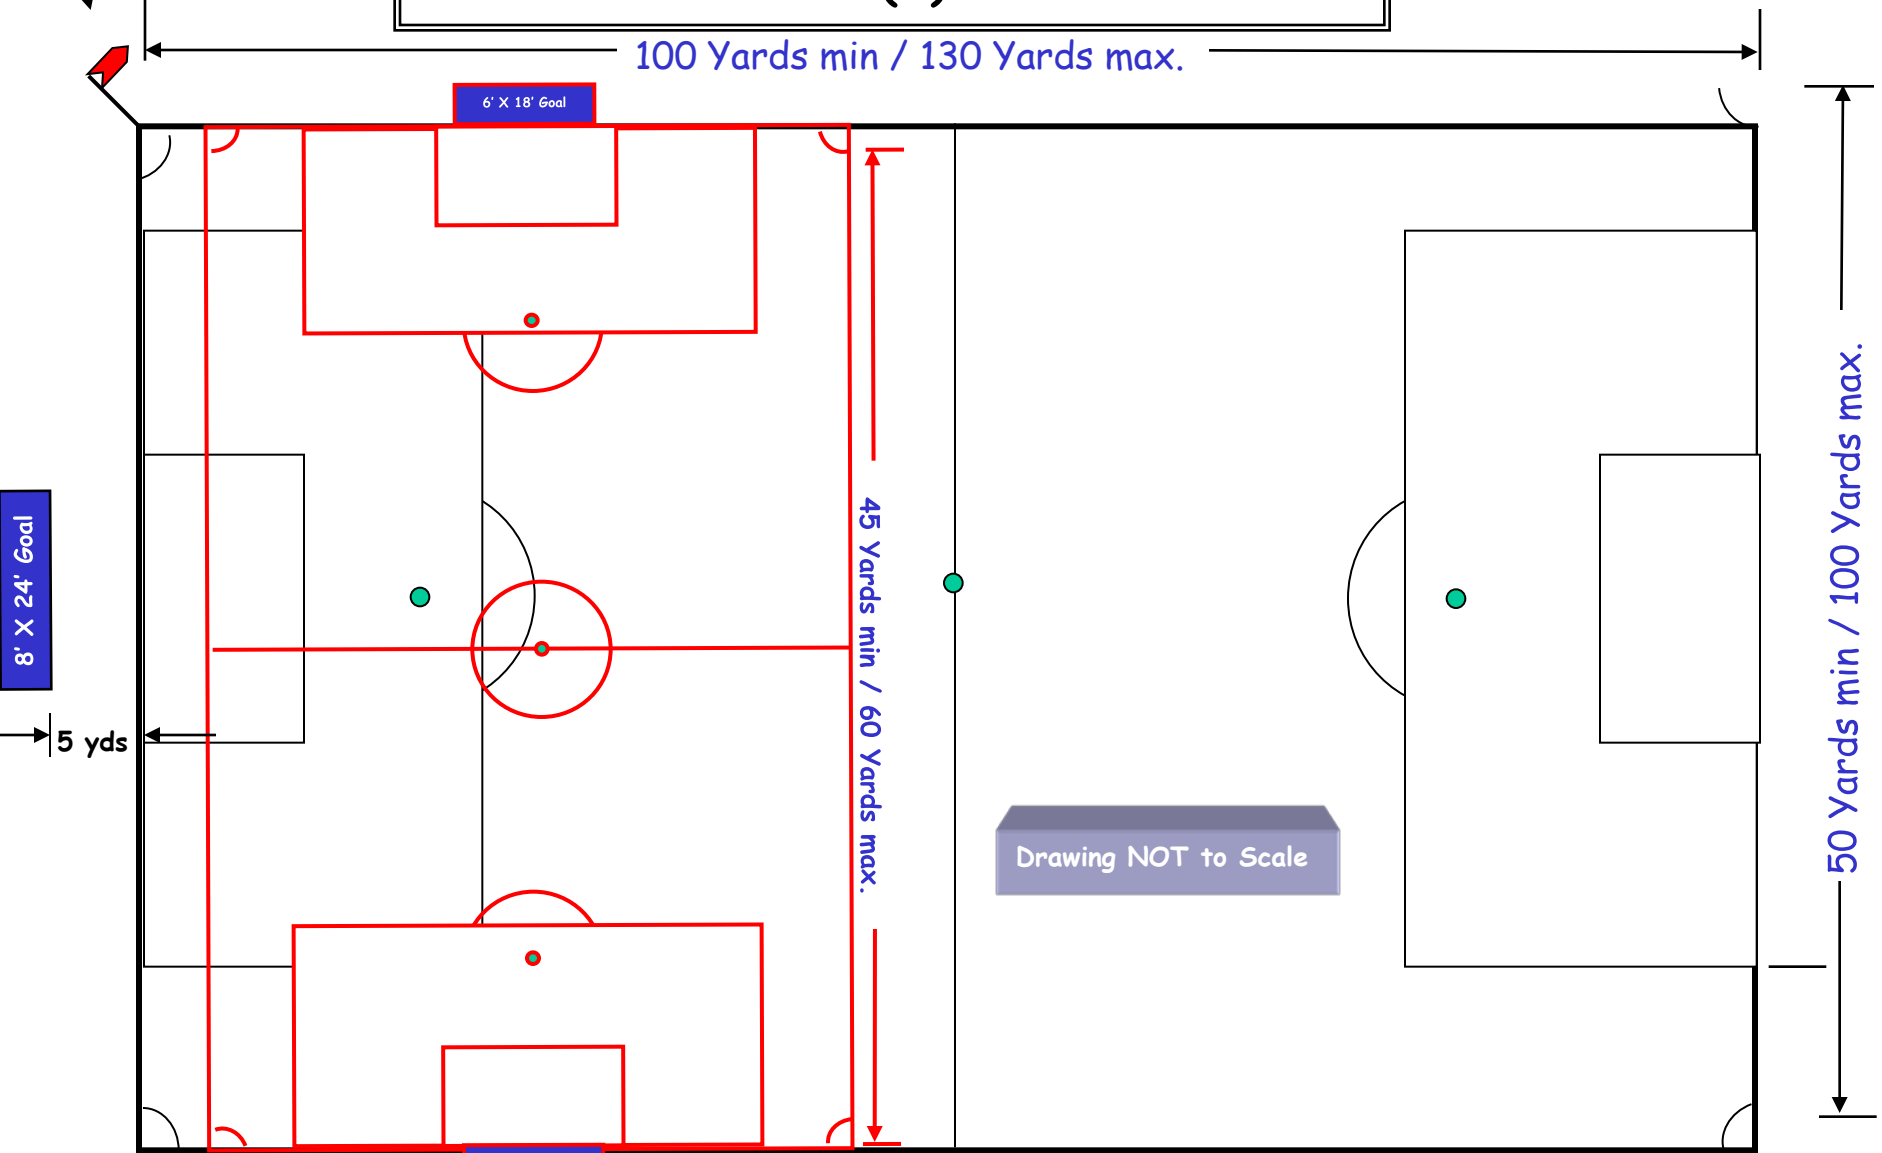 100 Yards min / 130 Yards max.
6' X 18' Goal
8' X 24' Goal
5 yds
45 Yards min / 60 Yards max.
50 Yards min / 100 Yards max.
Drawing NOT to Scale